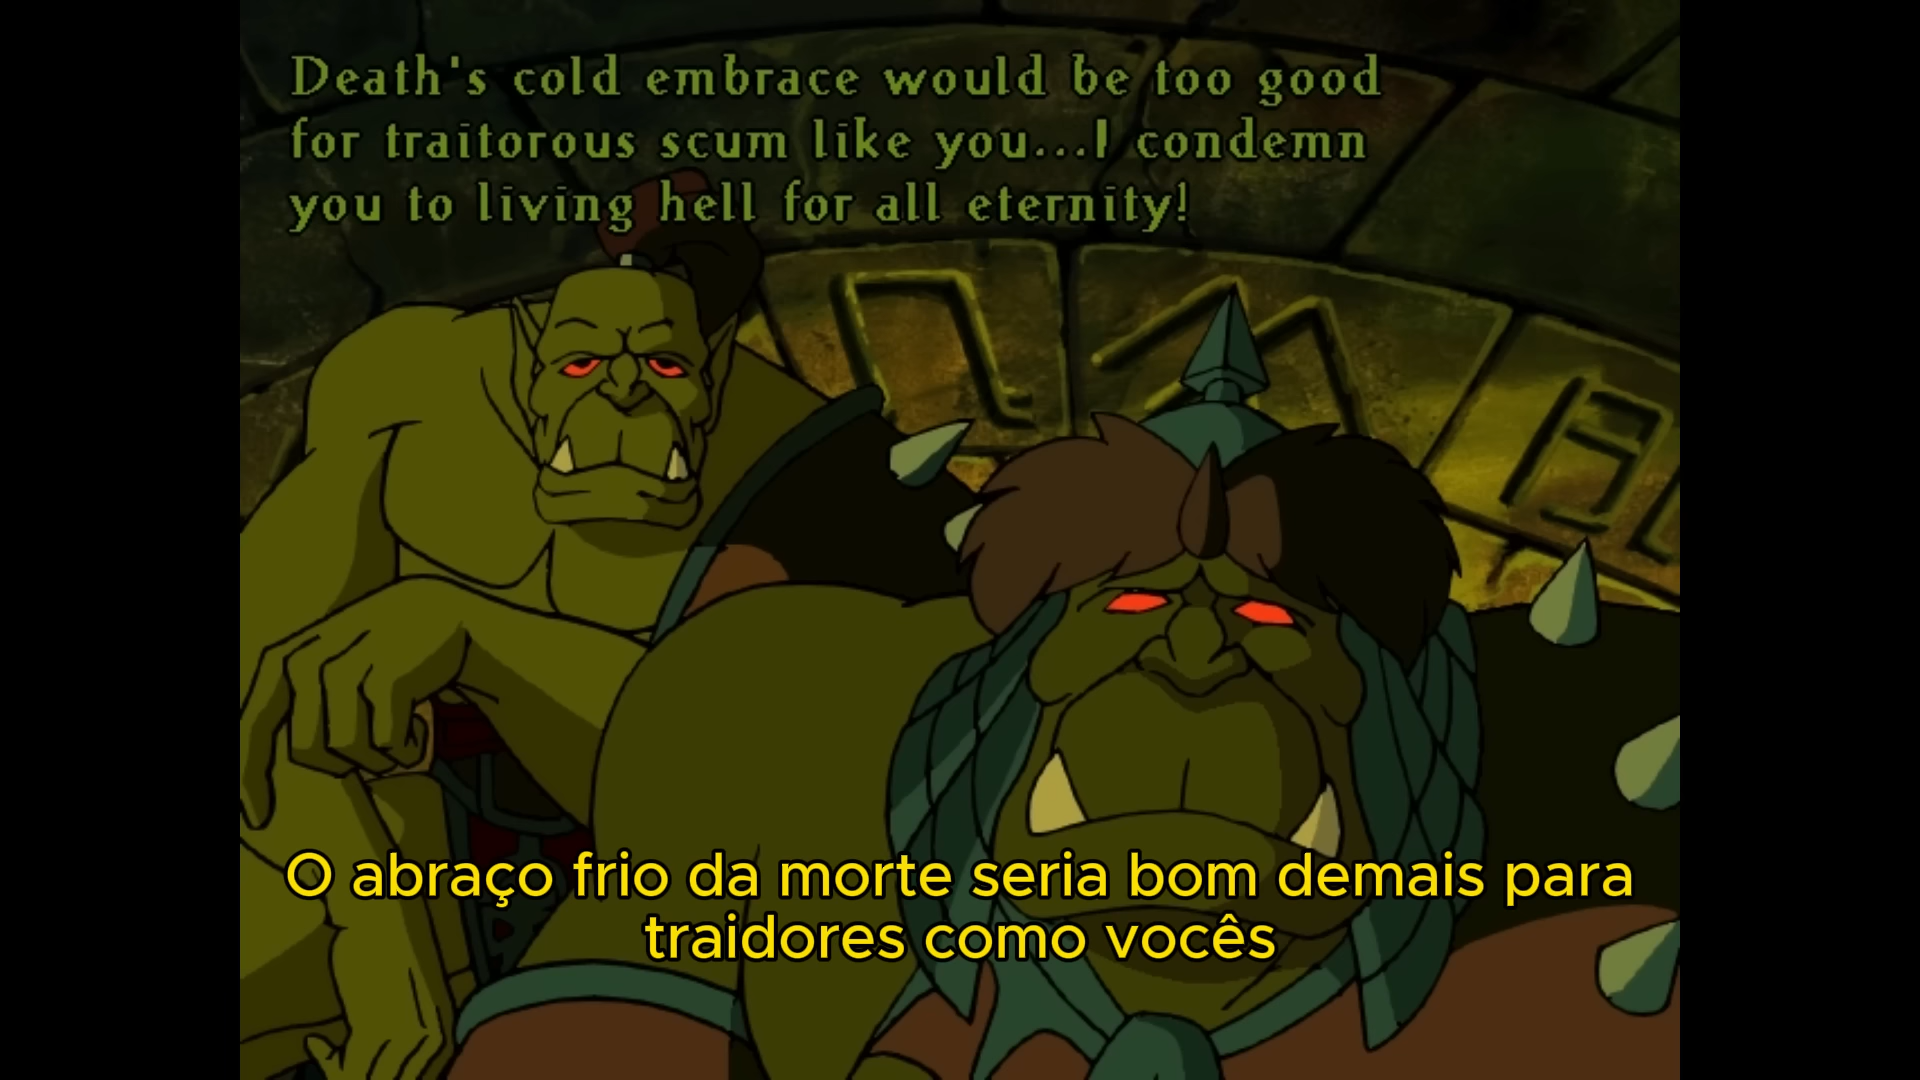 Death's cold embrace would be too good
for traitorous scum like you...I condemn
you to living hell for all eternity!
O abraço frio da morte seria bom demais para
traidores como vocês